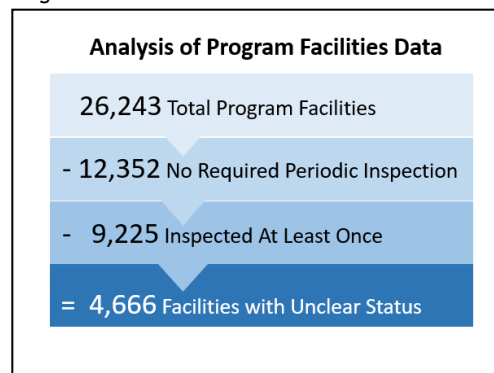 Analysis of Program Facilities Data
26,243 Total Program Facilities
- 12,352 No Required Periodic Inspection
- 9,225 Inspected At Least Once
= 4,666 Facilities with Unclear Status